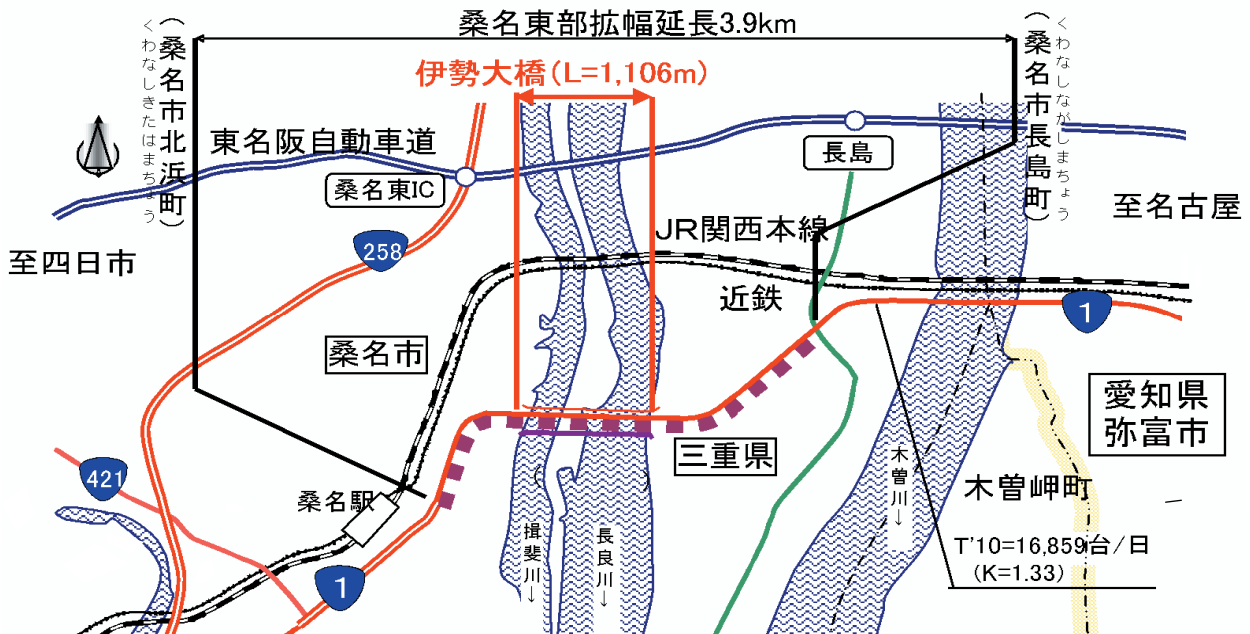 桑名東部拡幅延長3.9km
伊勢大橋(L=1,106m)
(桑名市北浜町)
くわなしきたはまちょう
(桑名市長島町)
くわなしながしまちょう
東名阪自動車道
桑名東IC
長島
至名古屋
至四日市
258
JR関西本線
近鉄
1
桑名市
愛知県
弥富市
三重県
421
桑名駅
木曽川→
木曽岬町
揖斐川→
長良川→
T'10=16,859台/日
(K=1.33)
1